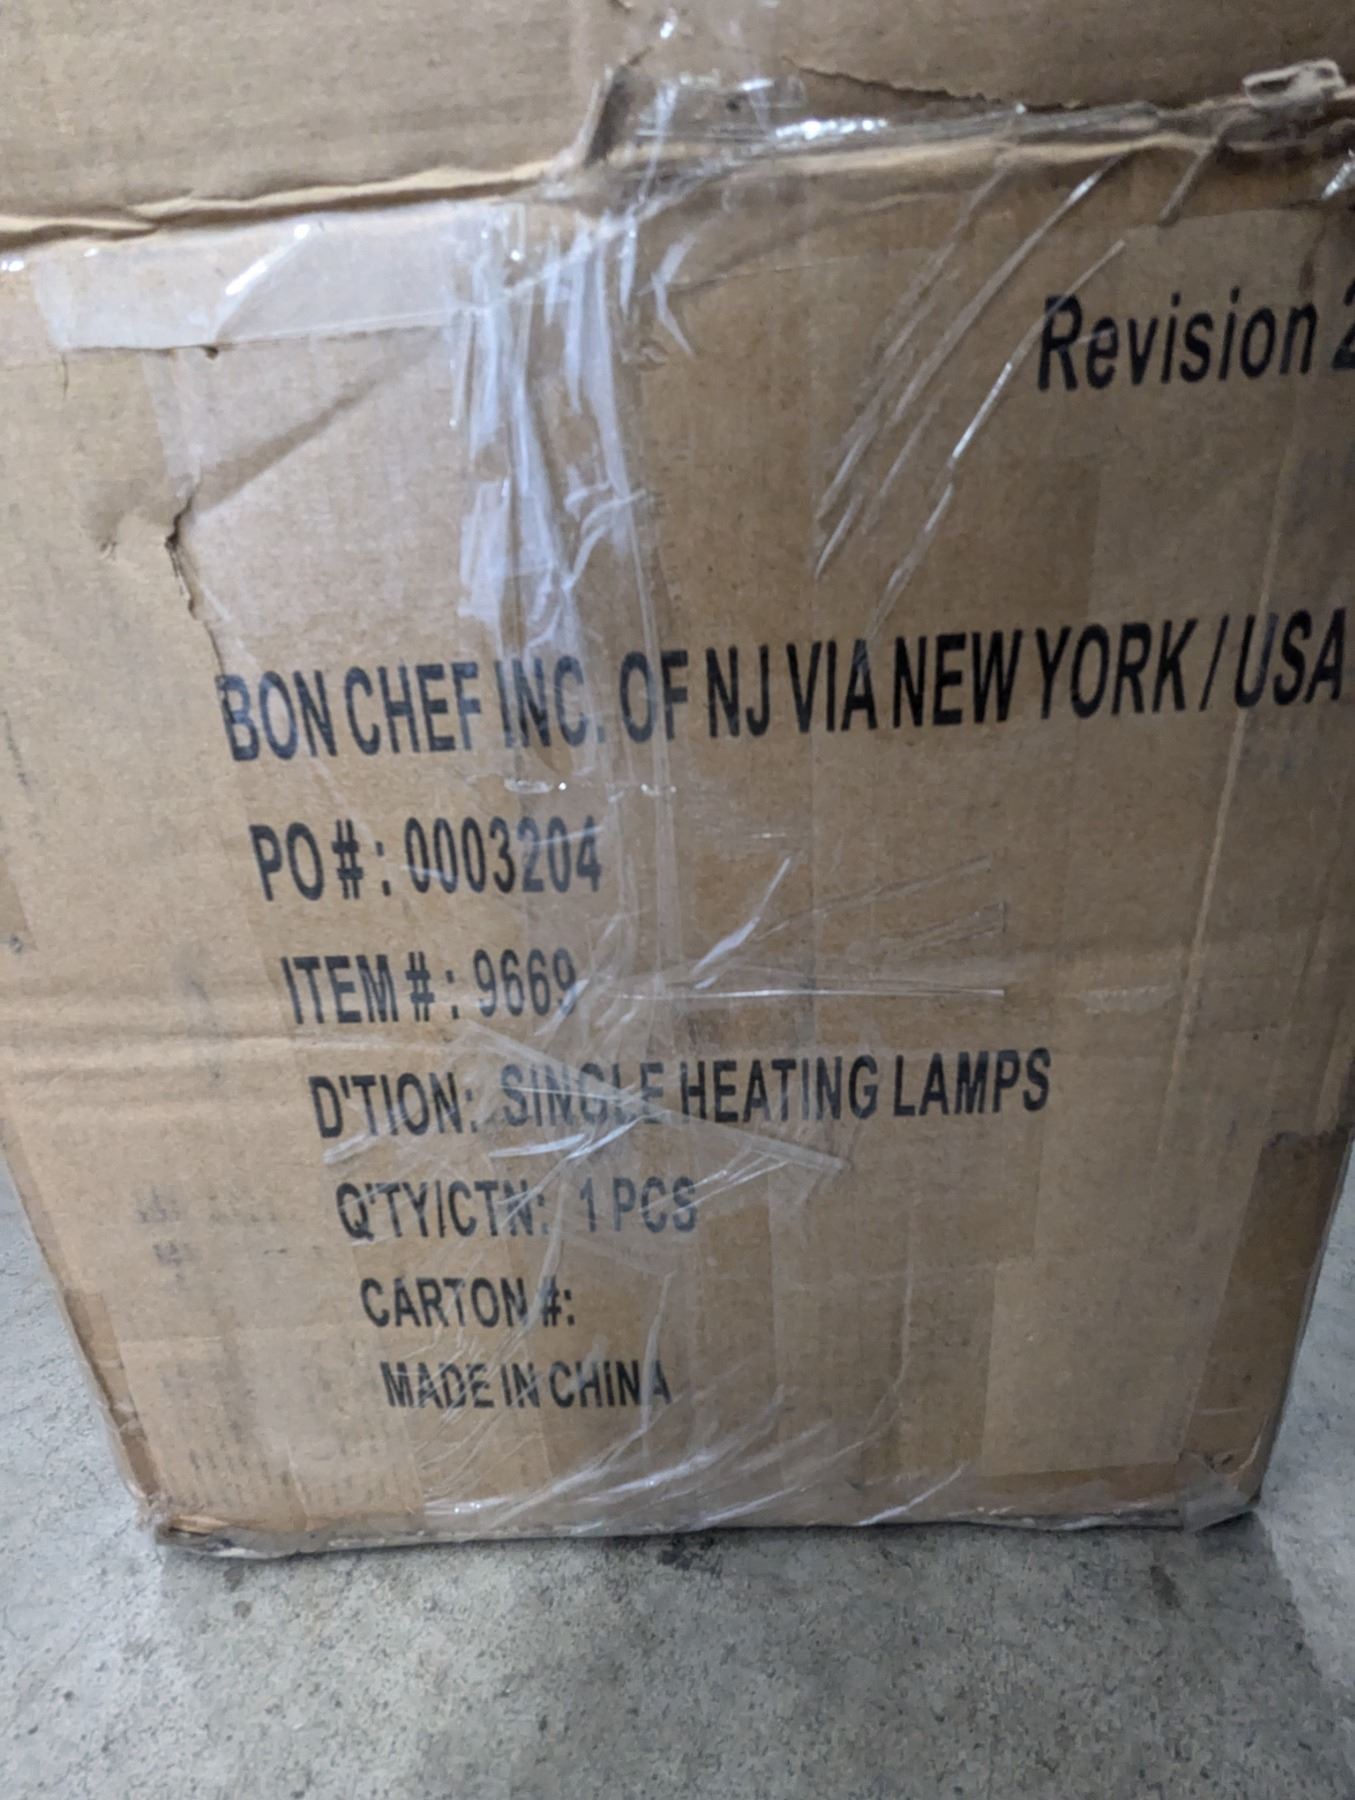 Revision 2
BON CHEF INC. OF NJ VIA NEW YORK / USA
PO # : 0003204
ITEM # : 9669
D'TION: SINGLE HEATING LAMPS
Q'TY/CTN: 1 PCS
CARTON #:
MADE IN CHINA